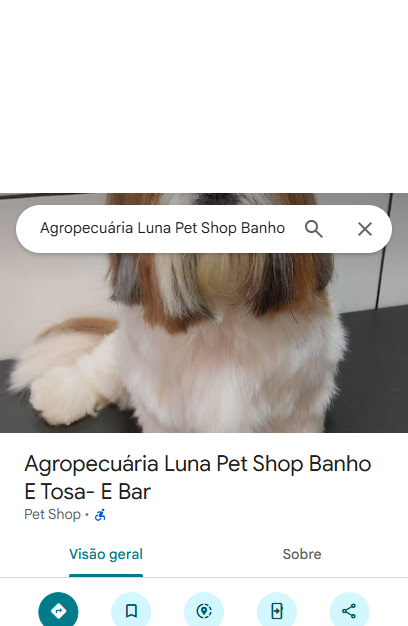 Agropecuária Luna Pet Shop Banho
Agropecuária Luna Pet Shop Banho
E Tosa- E Bar
Pet Shop ·
Visão geral Sobre